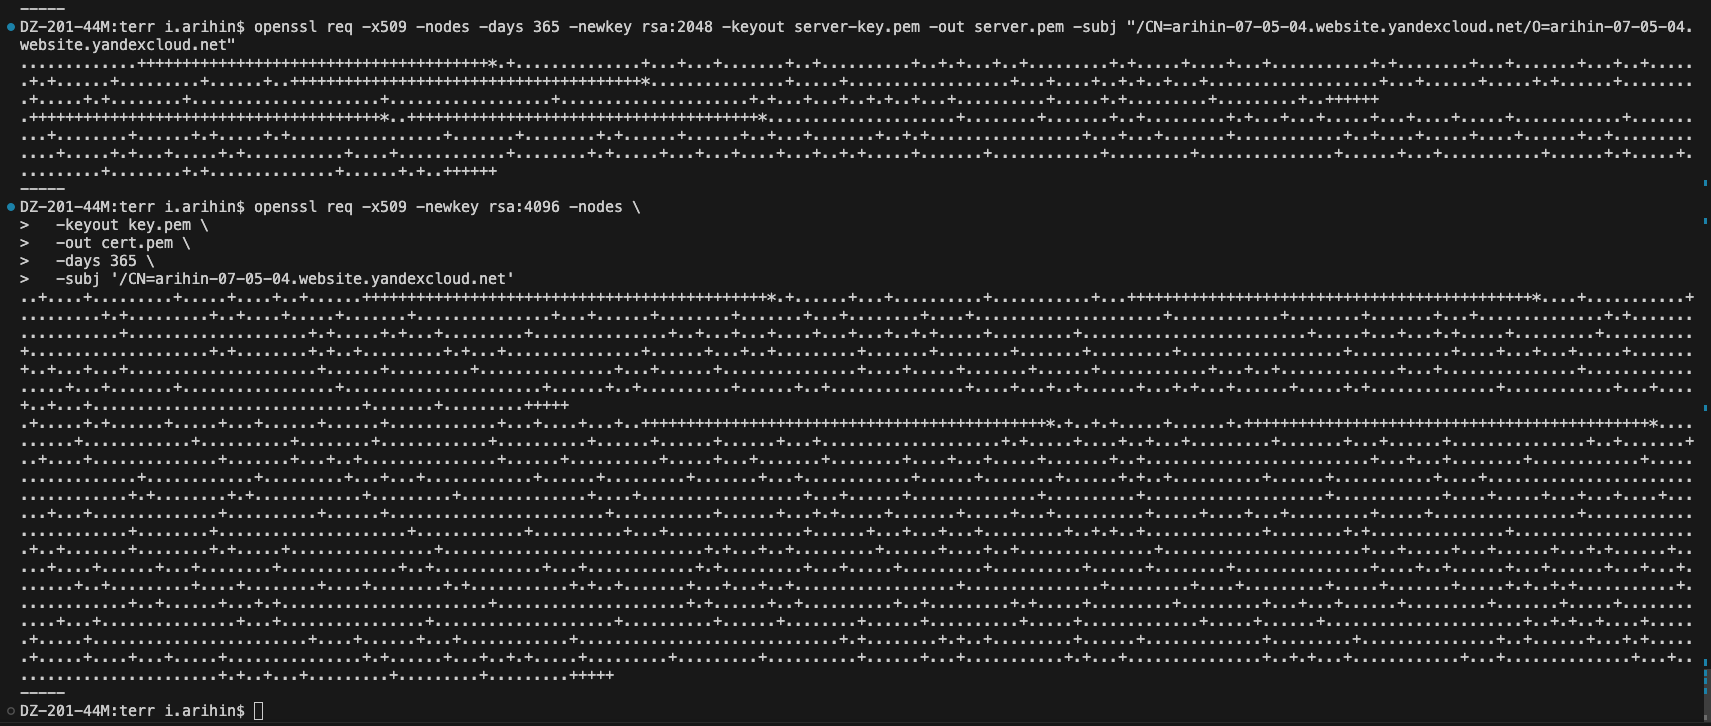 -----
DZ-201-44M:terr i.arihin$ openssl req -x509 -nodes -days 365 -newkey rsa:2048 -keyout server-key.pem -out server.pem -subj "/CN=arihin-07-05-04.website.yandexcloud.net/O=arihin-07-05-04.
website.yandexcloud.net"
-----
DZ-201-44M:terr i.arihin$ openssl req -x509 -newkey rsa:4096 -nodes \
>   -keyout key.pem \
>   -out cert.pem \
>   -days 365 \
>   -subj '/CN=arihin-07-05-04.website.yandexcloud.net'
-----
DZ-201-44M:terr i.arihin$